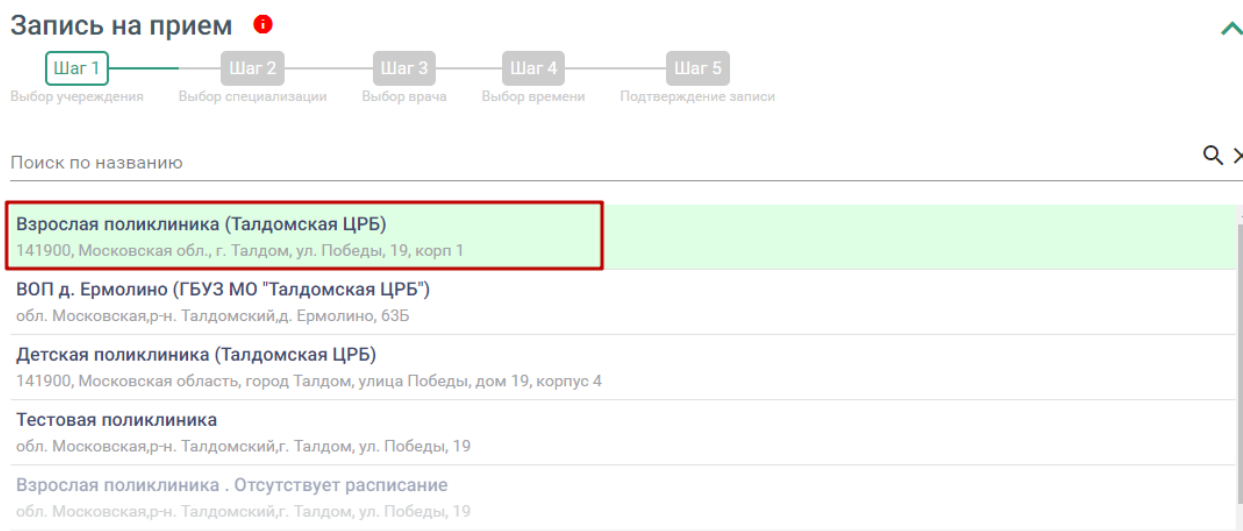 Запись на прием
Шаг 1 Шаг 2 Шаг 3 Шаг 4 Шаг 5
Выбор учереждения Выбор специализации Выбор врача Выбор времени Подтверждение записи
Поиск по названию
Взрослая поликлиника (Талдомская ЦРБ)
141900, Московская обл., г. Талдом, ул. Победы, 19, корп 1
ВОП д. Ермолино (ГБУЗ МО "Талдомская ЦРБ")
обл. Московская,р-н. Талдомский,д. Ермолино, 63Б
Детская поликлиника (Талдомская ЦРБ)
141900, Московская область, город Талдом, улица Победы, дом 19, корпус 4
Тестовая поликлиника
обл. Московская,р-н. Талдомский,г. Талдом, ул. Победы, 19
Взрослая поликлиника . Отсутствует расписание
обл. Московская,р-н. Талдомский,г. Талдом, ул. Победы, 19